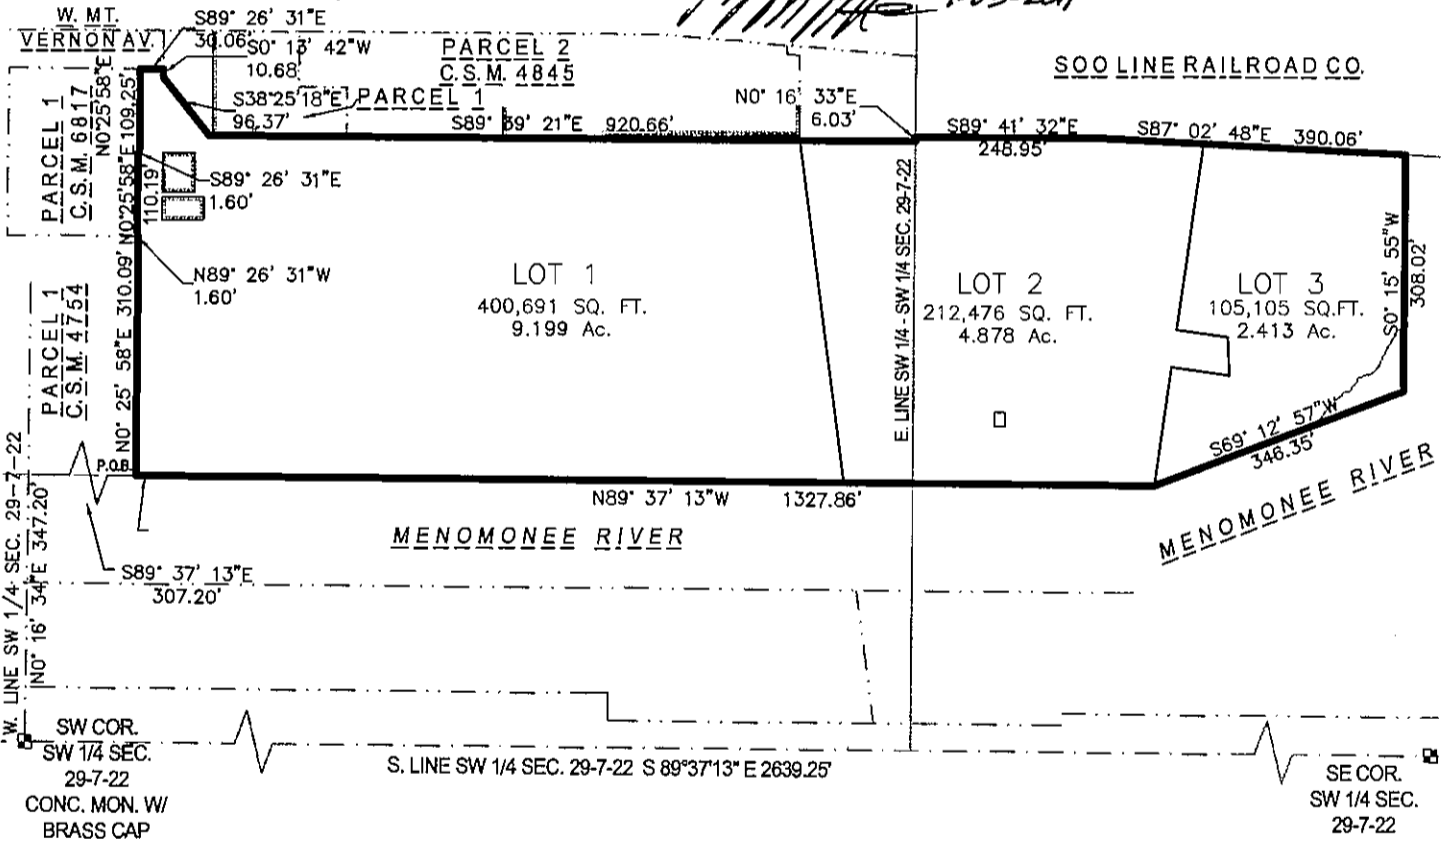 W. MT.
VERNON AV.
S89° 26' 31"E
30.06'
S0° 13' 42"W
10.68'
PARCEL 2
C.S.M. 4845
SOO LINE RAILROAD CO.
PARCEL 1
C.S.M. 6817
N0°25'58"E 109.25'
S38°25'18"E
96.37'
PARCEL 1
S89° 59' 21"E 920.66'
N0° 16' 33"E
6.03'
S89° 41' 32"E
248.95'
S87° 02' 48"E 390.06'
S89° 26' 31"E
1.60'
N0°25'58"E
110.19'
N89° 26' 31"W
1.60'
PARCEL 1
C.S.M. 4754
N0° 25' 58"E 310.09'
LOT 1
400,691 SQ. FT.
9.199 Ac.
E. LINE SW 1/4 - SW 1/4 SEC. 29-7-22
LOT 2
212,476 SQ. FT.
4.878 Ac.
LOT 3
105,105 SQ.FT.
2.413 Ac.
S0° 15' 55"W
308.02'
S69° 12' 57"W
346.35'
P.O.B.
N89° 37' 13"W 1327.86'
MENOMONEE RIVER
MENOMONEE RIVER
S89° 37' 13"E
307.20'
W. LINE SW 1/4 SEC. 29-7-22
N0° 16' 34"E 347.20'
SW COR.
SW 1/4 SEC.
29-7-22
CONC. MON. W/
BRASS CAP
S. LINE SW 1/4 SEC. 29-7-22 S 89°37'13" E 2639.25'
SE COR.
SW 1/4 SEC.
29-7-22